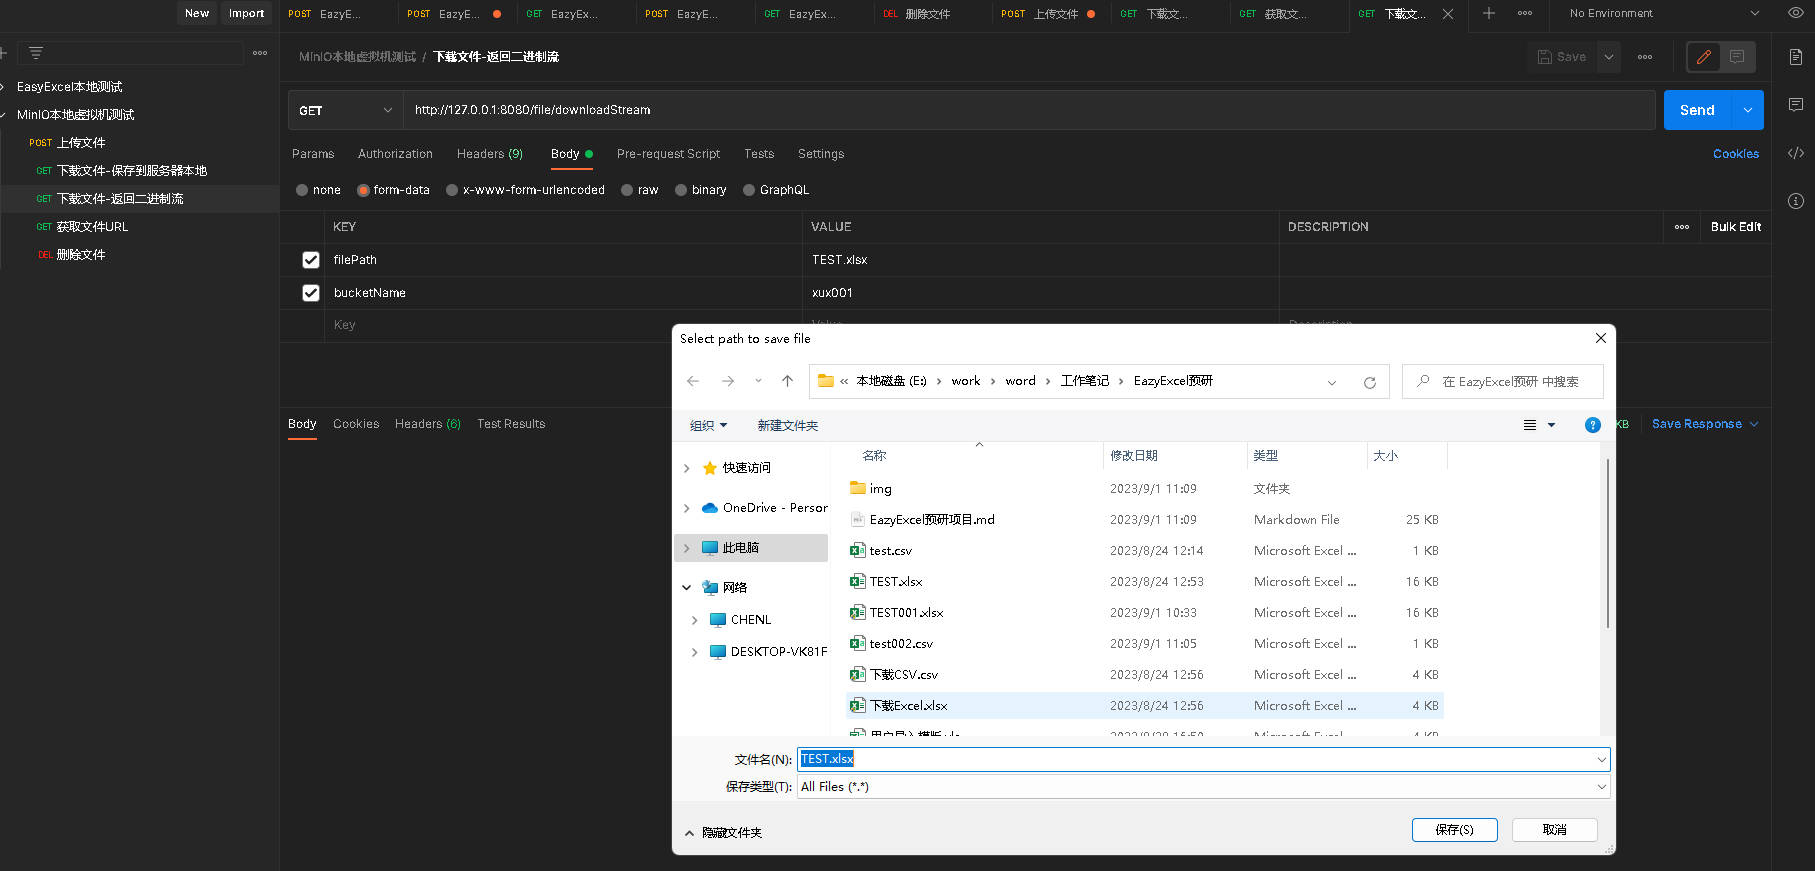 New Import
POST EazyE... POST EazyE... GET EazyEx... POST EazyE... GET EazyEx... DEL 删除文件 POST 上传文件 GET 下载文... GET 获取文... GET 下载文... No Environment
MinIO本地虚拟机测试 / 下载文件-返回二进制流 Save
EasyExcel本地测试
MinIO本地虚拟机测试
POST 上传文件
GET 下载文件-保存到服务器本地
GET 下载文件-返回二进制流
GET 获取文件URL
DEL 删除文件
GET http://127.0.0.1:8080/file/downloadStream Send
Params Authorization Headers (9) Body Pre-request Script Tests Settings Cookies
none form-data x-www-form-urlencoded raw binary GraphQL
KEY VALUE DESCRIPTION Bulk Edit
filePath TEST.xlsx
bucketName xux001
Key Value Description
Body Cookies Headers (6) Test Results KB Save Response
Select path to save file
« 本地磁盘 (E:) › work › word › 工作笔记 › EazyExcel预研 在 EazyExcel预研 中搜索
组织 新建文件夹
名称 修改日期 类型 大小
快速访问
OneDrive - Persor
此电脑
网络
CHENL
DESKTOP-VK81F
img 2023/9/1 11:09 文件夹
EazyExcel预研项目.md 2023/9/1 11:09 Markdown File 25 KB
test.csv 2023/8/24 12:14 Microsoft Excel ... 1 KB
TEST.xlsx 2023/8/24 12:53 Microsoft Excel ... 16 KB
TEST001.xlsx 2023/9/1 10:33 Microsoft Excel ... 16 KB
test002.csv 2023/9/1 11:05 Microsoft Excel ... 1 KB
下载CSV.csv 2023/8/24 12:56 Microsoft Excel ... 4 KB
下载Excel.xlsx 2023/8/24 12:56 Microsoft Excel ... 4 KB
文件名(N): TEST.xlsx
保存类型(T): All Files (*.*)
隐藏文件夹 保存(S) 取消